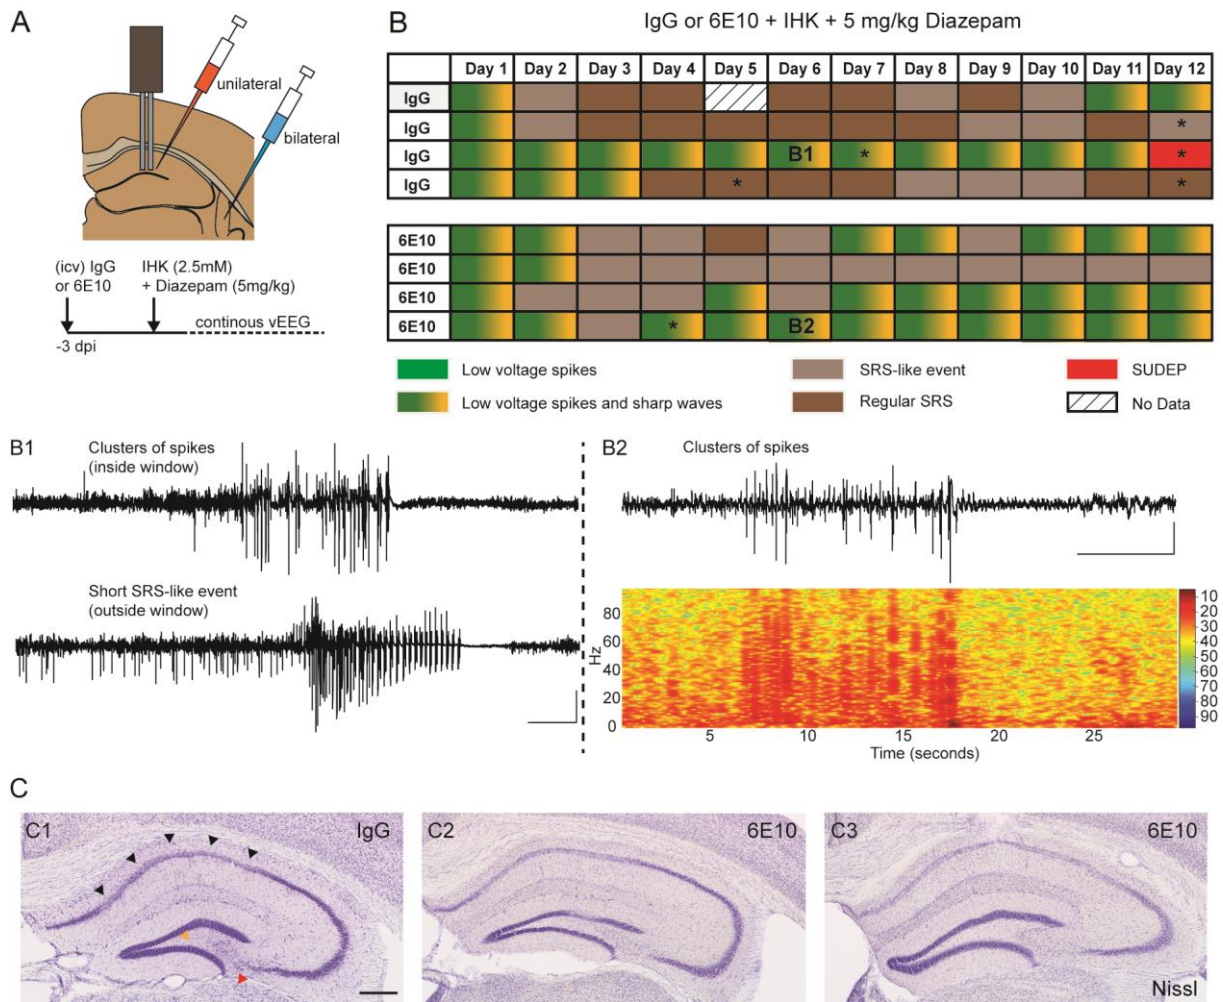 A
unilateral
bilateral
(icv) IgG
or 6E10
IHK (2.5mM)
+ Diazepam (5mg/kg)
continous vEEG
-3 dpi
B
IgG or 6E10 + IHK + 5 mg/kg Diazepam
Day 1 Day 2 Day 3 Day 4 Day 5 Day 6 Day 7 Day 8 Day 9 Day 10 Day 11 Day 12
IgG
IgG *
IgG B1 * *
IgG * *
6E10
6E10
6E10
6E10 * B2
Low voltage spikes
SRS-like event
SUDEP
Low voltage spikes and sharp waves
Regular SRS
No Data
B1
Clusters of spikes
(inside window)
Short SRS-like event
(outside window)
B2
Clusters of spikes
80
60
40
20
0
Hz
5 10 15 20 25
Time (seconds)
10
20
30
40
50
60
70
80
90
C
C1 IgG
C2 6E10
C3 6E10
Nissl